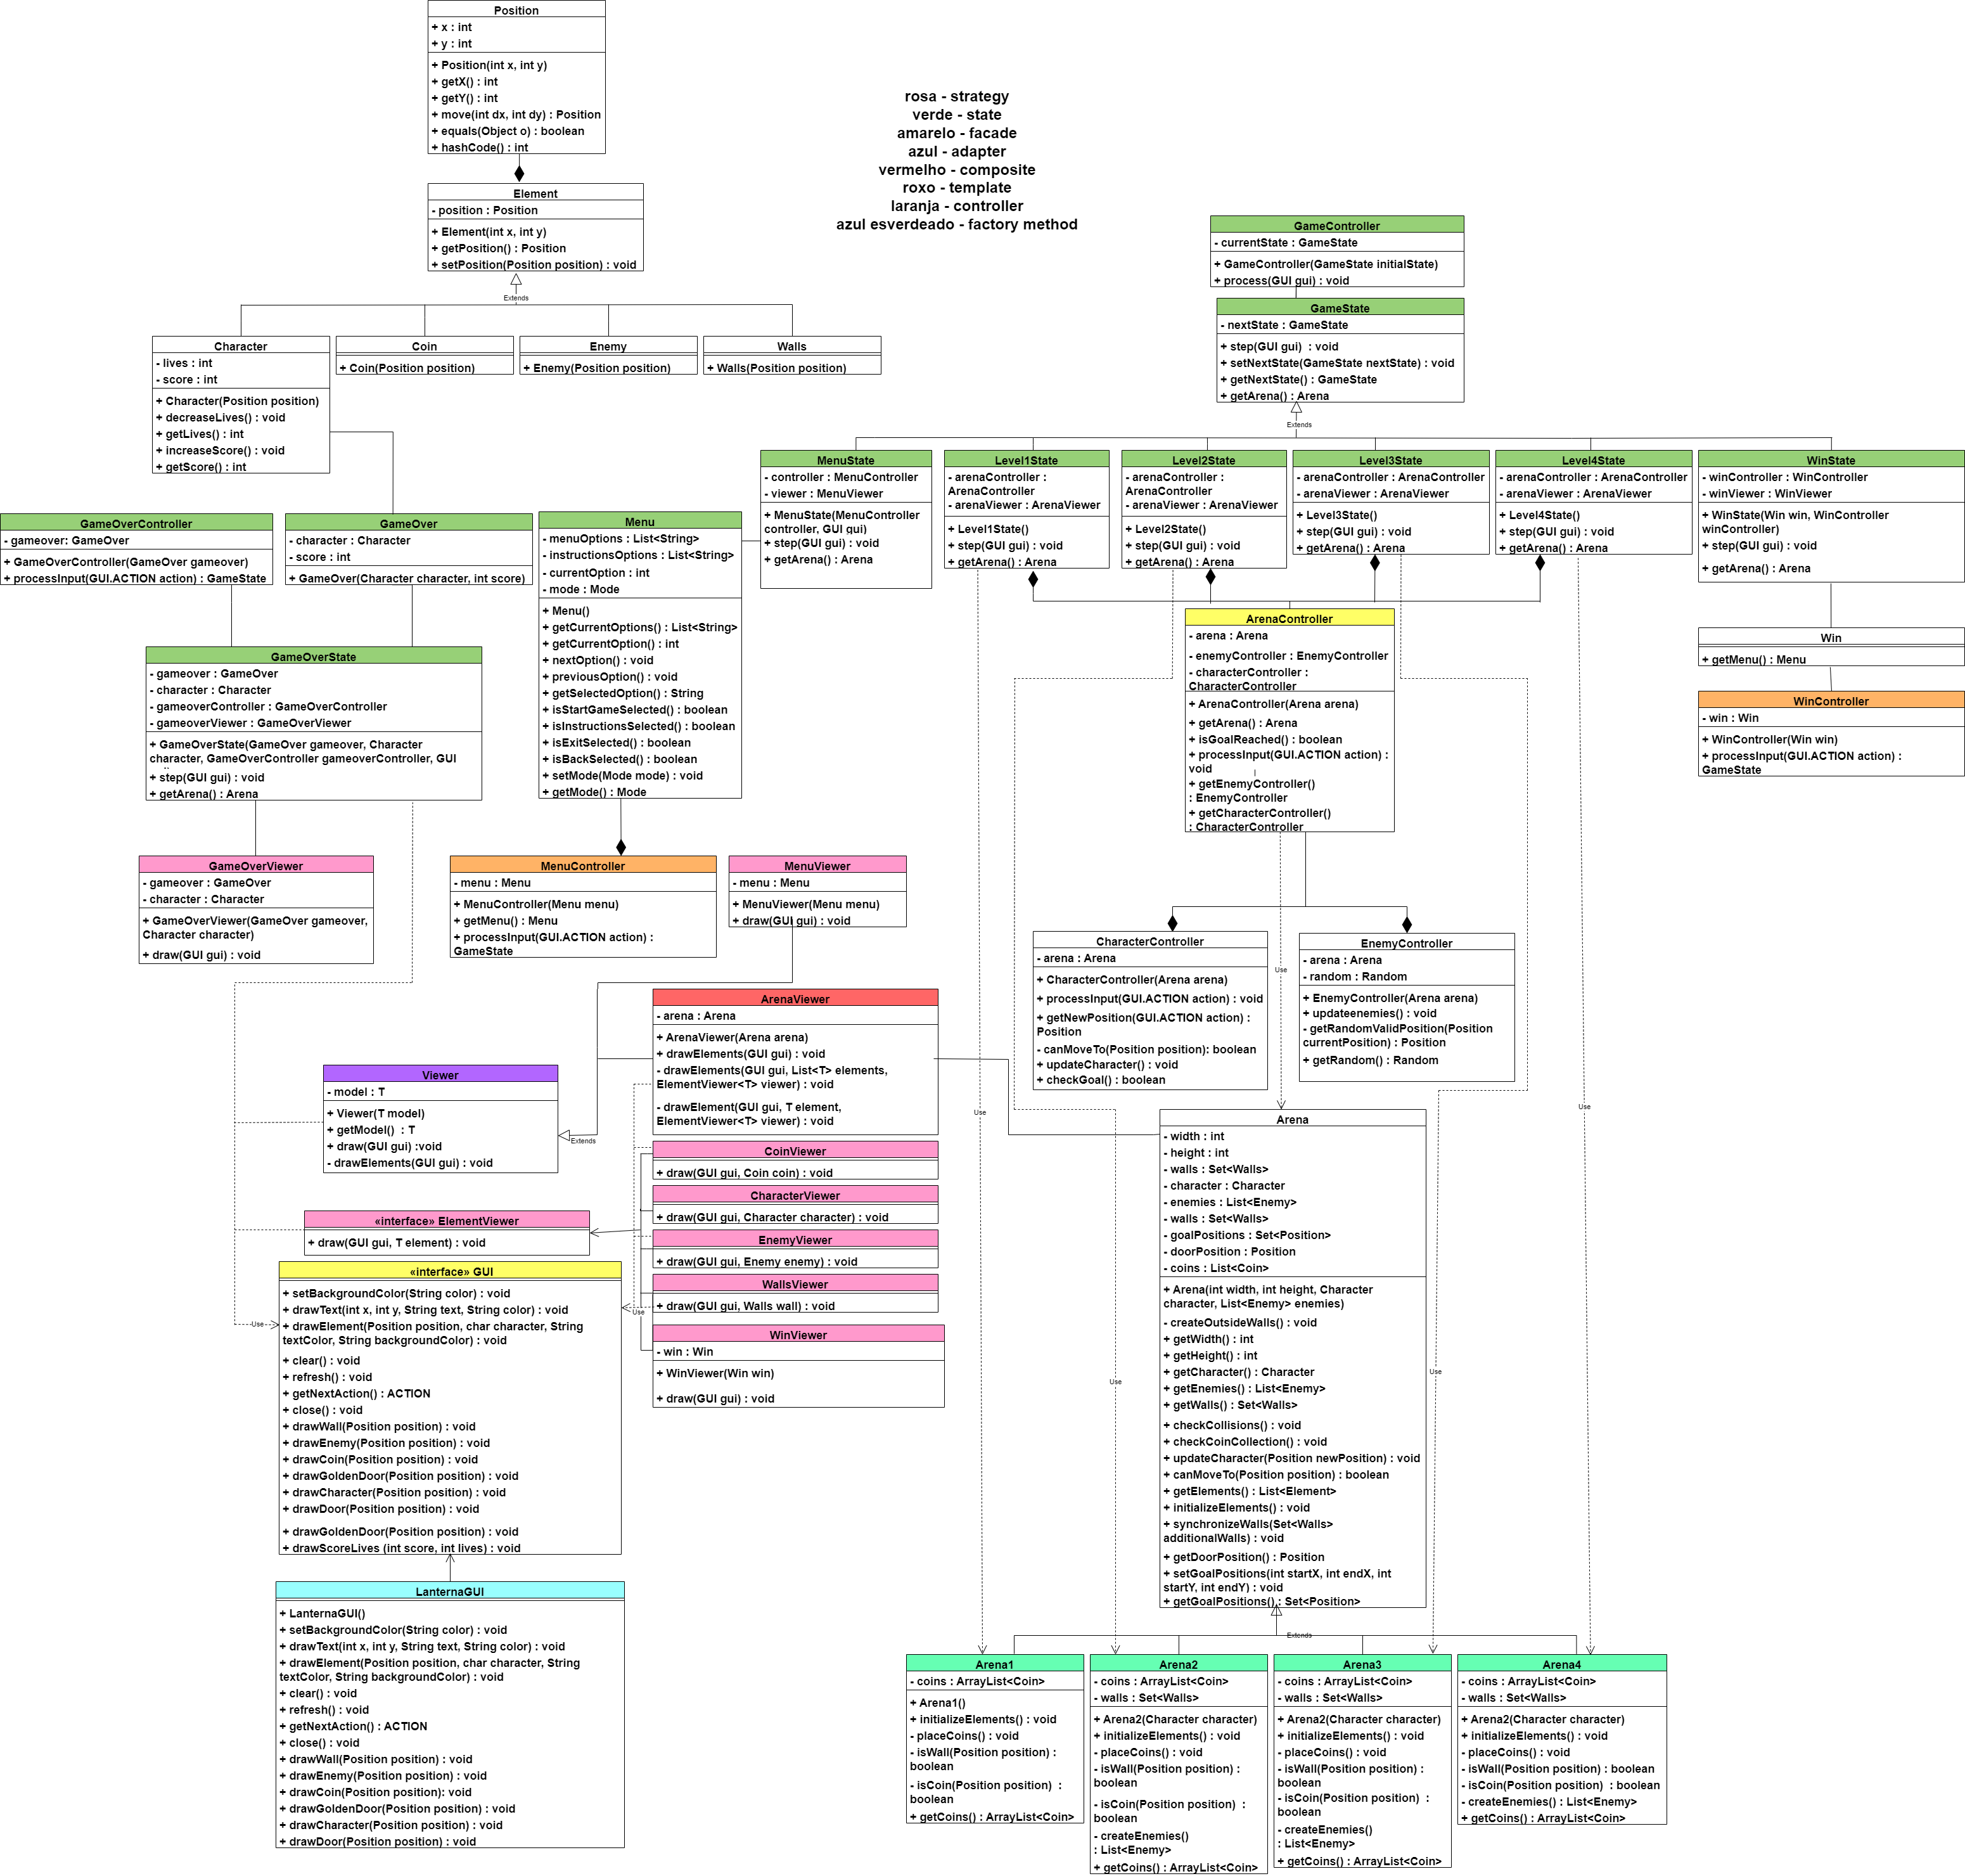 Position
+ x : int
+ y : int
+ Position(int x, int y)
+ getX() : int
+ getY() : int
+ move(int dx, int dy) : Position
+ equals(Object o) : boolean
+ hashCode() : int
rosa - strategy
verde - state
amarelo - facade
azul - adapter
vermelho - composite
roxo - template
laranja - controller
azul esverdeado - factory method
Element
- position : Position
+ Element(int x, int y)
+ getPosition() : Position
+ setPosition(Position position) : void
Extends
GameController
- currentState : GameState
+ GameController(GameState initialState)
+ process(GUI gui) : void
GameState
- nextState : GameState
+ step(GUI gui)  : void
+ setNextState(GameState nextState) : void
+ getNextState() : GameState
+ getArena() : Arena
Extends
Character
- lives : int
- score : int
+ Character(Position position)
+ decreaseLives() : void
+ getLives() : int
+ increaseScore() : void
+ getScore() : int
Coin
+ Coin(Position position)
Enemy
+ Enemy(Position position)
Walls
+ Walls(Position position)
MenuState
- controller : MenuController
- viewer : MenuViewer
+ MenuState(MenuController
controller, GUI gui)
+ step(GUI gui) : void
+ getArena() : Arena
Level1State
- arenaController :
ArenaController
- arenaViewer : ArenaViewer
+ Level1State()
+ step(GUI gui) : void
+ getArena() : Arena
Level2State
- arenaController :
ArenaController
- arenaViewer : ArenaViewer
+ Level2State()
+ step(GUI gui) : void
+ getArena() : Arena
Level3State
- arenaController : ArenaController
- arenaViewer : ArenaViewer
+ Level3State()
+ step(GUI gui) : void
+ getArena() : Arena
Level4State
- arenaController : ArenaController
- arenaViewer : ArenaViewer
+ Level4State()
+ step(GUI gui) : void
+ getArena() : Arena
WinState
- winController : WinController
- winViewer : WinViewer
+ WinState(Win win, WinController
winController)
+ step(GUI gui) : void
+ getArena() : Arena
GameOverController
- gameover: GameOver
+ GameOverController(GameOver gameover)
+ processInput(GUI.ACTION action) : GameState
GameOver
- character : Character
- score : int
+ GameOver(Character character, int score)
Menu
- menuOptions : List<String>
- instructionsOptions : List<String>
- currentOption : int
- mode : Mode
+ Menu()
+ getCurrentOptions() : List<String>
+ getCurrentOption() : int
+ nextOption() : void
+ previousOption() : void
+ getSelectedOption() : String
+ isStartGameSelected() : boolean
+ isInstructionsSelected() : boolean
+ isExitSelected() : boolean
+ isBackSelected() : boolean
+ setMode(Mode mode) : void
+ getMode() : Mode
GameOverState
- gameover : GameOver
- character : Character
- gameoverController : GameOverController
- gameoverViewer : GameOverViewer
+ GameOverState(GameOver gameover, Character
character, GameOverController gameoverController, GUI
+ step(GUI gui) : void
+ getArena() : Arena
ArenaController
- arena : Arena
- enemyController : EnemyController
- characterController :
CharacterController
+ ArenaController(Arena arena)
+ getArena() : Arena
+ isGoalReached() : boolean
+ processInput(GUI.ACTION action) :
void
+ getEnemyController()
: EnemyController
+ getCharacterController()
: CharacterController
Win
+ getMenu() : Menu
WinController
- win : Win
+ WinController(Win win)
+ processInput(GUI.ACTION action) :
GameState
GameOverViewer
- gameover : GameOver
- character : Character
+ GameOverViewer(GameOver gameover,
Character character)
+ draw(GUI gui) : void
MenuController
- menu : Menu
+ MenuController(Menu menu)
+ getMenu() : Menu
+ processInput(GUI.ACTION action) :
GameState
MenuViewer
- menu : Menu
+ MenuViewer(Menu menu)
+ draw(GUI gui) : void
CharacterController
- arena : Arena
+ CharacterController(Arena arena)
+ processInput(GUI.ACTION action) : void
+ getNewPosition(GUI.ACTION action) :
Position
- canMoveTo(Position position): boolean
+ updateCharacter() : void
+ checkGoal() : boolean
Use
EnemyController
- arena : Arena
- random : Random
+ EnemyController(Arena arena)
+ updateenemies() : void
- getRandomValidPosition(Position
currentPosition) : Position
+ getRandom() : Random
ArenaViewer
- arena : Arena
+ ArenaViewer(Arena arena)
+ drawElements(GUI gui) : void
- drawElements(GUI gui, List<T> elements,
ElementViewer<T> viewer) : void
- drawElement(GUI gui, T element,
ElementViewer<T> viewer) : void
Viewer
- model : T
+ Viewer(T model)
+ getModel()  : T
+ draw(GUI gui) :void
- drawElements(GUI gui) : void
Extends
CoinViewer
+ draw(GUI gui, Coin coin) : void
CharacterViewer
+ draw(GUI gui, Character character) : void
EnemyViewer
+ draw(GUI gui, Enemy enemy) : void
WallsViewer
+ draw(GUI gui, Walls wall) : void
WinViewer
- win : Win
+ WinViewer(Win win)
+ draw(GUI gui) : void
«interface» ElementViewer
+ draw(GUI gui, T element) : void
«interface» GUI
+ setBackgroundColor(String color) : void
+ drawText(int x, int y, String text, String color) : void
+ drawElement(Position position, char character, String
textColor, String backgroundColor) : void
+ clear() : void
+ refresh() : void
+ getNextAction() : ACTION
+ close() : void
+ drawWall(Position position) : void
+ drawEnemy(Position position) : void
+ drawCoin(Position position) : void
+ drawGoldenDoor(Position position) : void
+ drawCharacter(Position position) : void
+ drawDoor(Position position) : void
+ drawGoldenDoor(Position position) : void
+ drawScoreLives (int score, int lives) : void
Use
Use
LanternaGUI
+ LanternaGUI()
+ setBackgroundColor(String color) : void
+ drawText(int x, int y, String text, String color) : void
+ drawElement(Position position, char character, String
textColor, String backgroundColor) : void
+ clear() : void
+ refresh() : void
+ getNextAction() : ACTION
+ close() : void
+ drawWall(Position position) : void
+ drawEnemy(Position position) : void
+ drawCoin(Position position): void
+ drawGoldenDoor(Position position) : void
+ drawCharacter(Position position) : void
+ drawDoor(Position position) : void
Use
Use
Use
Use
Arena
- width : int
- height : int
- walls : Set<Walls>
- character : Character
- enemies : List<Enemy>
- walls : Set<Walls>
- goalPositions : Set<Position>
- doorPosition : Position
- coins : List<Coin>
+ Arena(int width, int height, Character
character, List<Enemy> enemies)
- createOutsideWalls() : void
+ getWidth() : int
+ getHeight() : int
+ getCharacter() : Character
+ getEnemies() : List<Enemy>
+ getWalls() : Set<Walls>
+ checkCollisions() : void
+ checkCoinCollection() : void
+ updateCharacter(Position newPosition) : void
+ canMoveTo(Position position) : boolean
+ getElements() : List<Element>
+ initializeElements() : void
+ synchronizeWalls(Set<Walls>
additionalWalls) : void
+ getDoorPosition() : Position
+ setGoalPositions(int startX, int endX, int
startY, int endY) : void
+ getGoalPositions() : Set<Position>
Extends
Arena1
- coins : ArrayList<Coin>
+ Arena1()
+ initializeElements() : void
- placeCoins() : void
- isWall(Position position) :
boolean
- isCoin(Position position)  :
boolean
+ getCoins() : ArrayList<Coin>
Arena2
- coins : ArrayList<Coin>
- walls : Set<Walls>
+ Arena2(Character character)
+ initializeElements() : void
- placeCoins() : void
- isWall(Position position) :
boolean
- isCoin(Position position)  :
boolean
- createEnemies()
: List<Enemy>
+ getCoins() : ArrayList<Coin>
Arena3
- coins : ArrayList<Coin>
- walls : Set<Walls>
+ Arena2(Character character)
+ initializeElements() : void
- placeCoins() : void
- isWall(Position position) :
boolean
- isCoin(Position position)  :
boolean
- createEnemies()
: List<Enemy>
+ getCoins() : ArrayList<Coin>
Arena4
- coins : ArrayList<Coin>
- walls : Set<Walls>
+ Arena2(Character character)
+ initializeElements() : void
- placeCoins() : void
- isWall(Position position) : boolean
- isCoin(Position position)  : boolean
- createEnemies() : List<Enemy>
+ getCoins() : ArrayList<Coin>